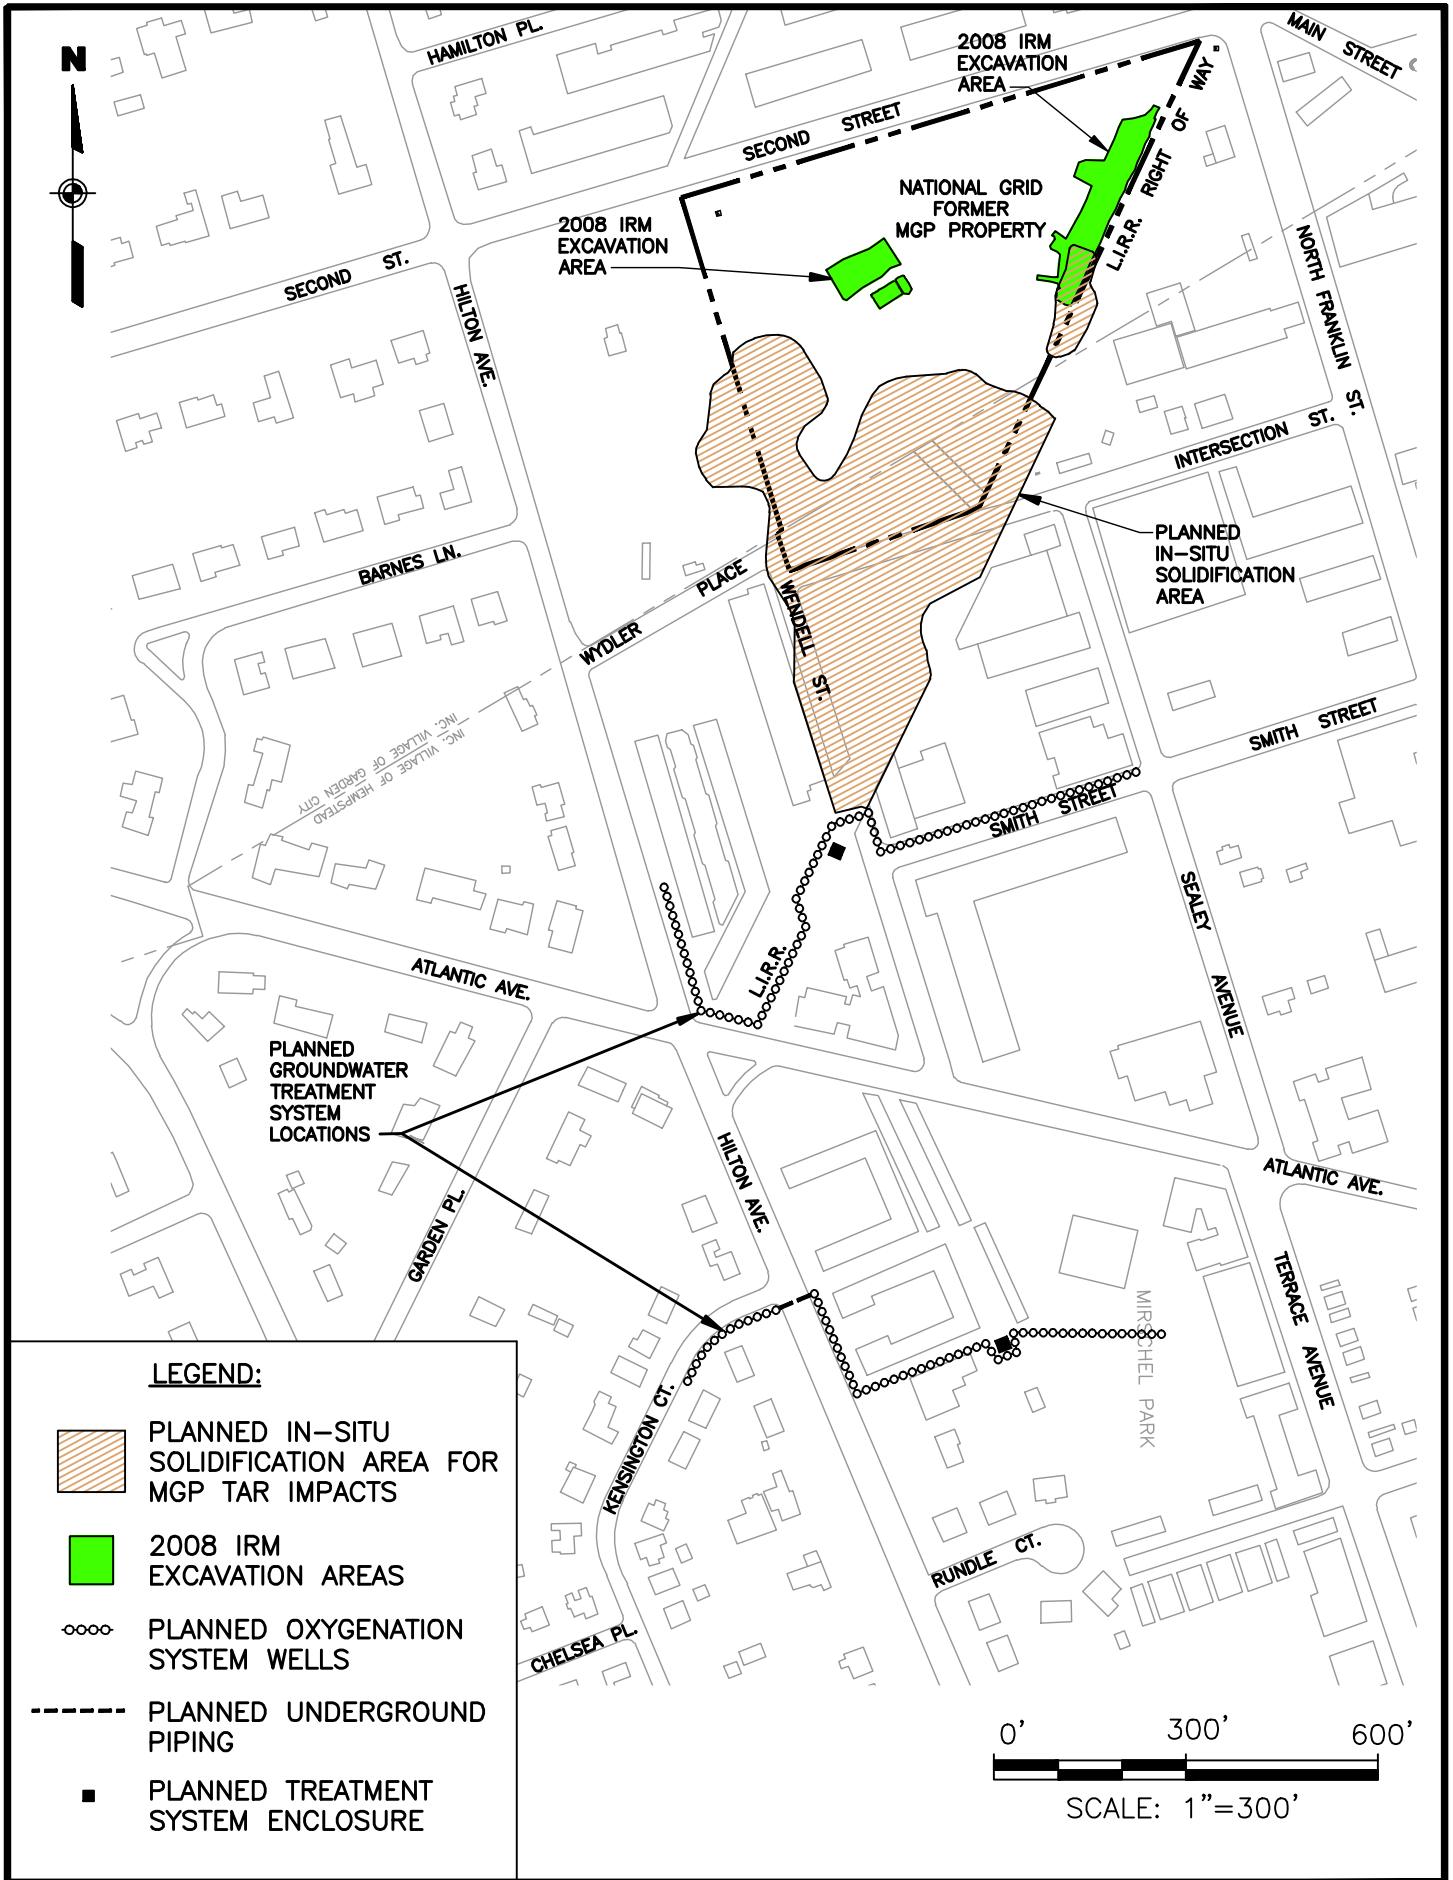 HAMILTON PL.
MAIN STREET
N
2008 IRM
EXCAVATION
AREA
SECOND STREET
L.I.R.R. RIGHT OF WAY
NATIONAL GRID
FORMER
MGP PROPERTY
2008 IRM
EXCAVATION
AREA
SECOND ST.
HILTON AVE.
NORTH FRANKLIN ST.
INTERSECTION ST.
BARNES LN.
PLANNED
IN-SITU
SOLIDIFICATION
AREA
WYDLER PLACE
WENDELL ST.
INC. VILLAGE OF GARDEN CITY
INC. VILLAGE OF HEMPSTEAD
SMITH STREET
SMITH STREET
SEALEY AVENUE
L.I.R.R.
ATLANTIC AVE.
PLANNED
GROUNDWATER
TREATMENT
SYSTEM
LOCATIONS
HILTON AVE.
ATLANTIC AVE.
GARDEN PL.
TERRACE AVENUE
MIRSCHEL PARK
KENSINGTON CT.
RUNDLE CT.
CHELSEA PL.
LEGEND:
PLANNED IN-SITU
SOLIDIFICATION AREA FOR
MGP TAR IMPACTS
2008 IRM
EXCAVATION AREAS
PLANNED OXYGENATION
SYSTEM WELLS
PLANNED UNDERGROUND
PIPING
PLANNED TREATMENT
SYSTEM ENCLOSURE
0' 300' 600'
SCALE: 1"=300'